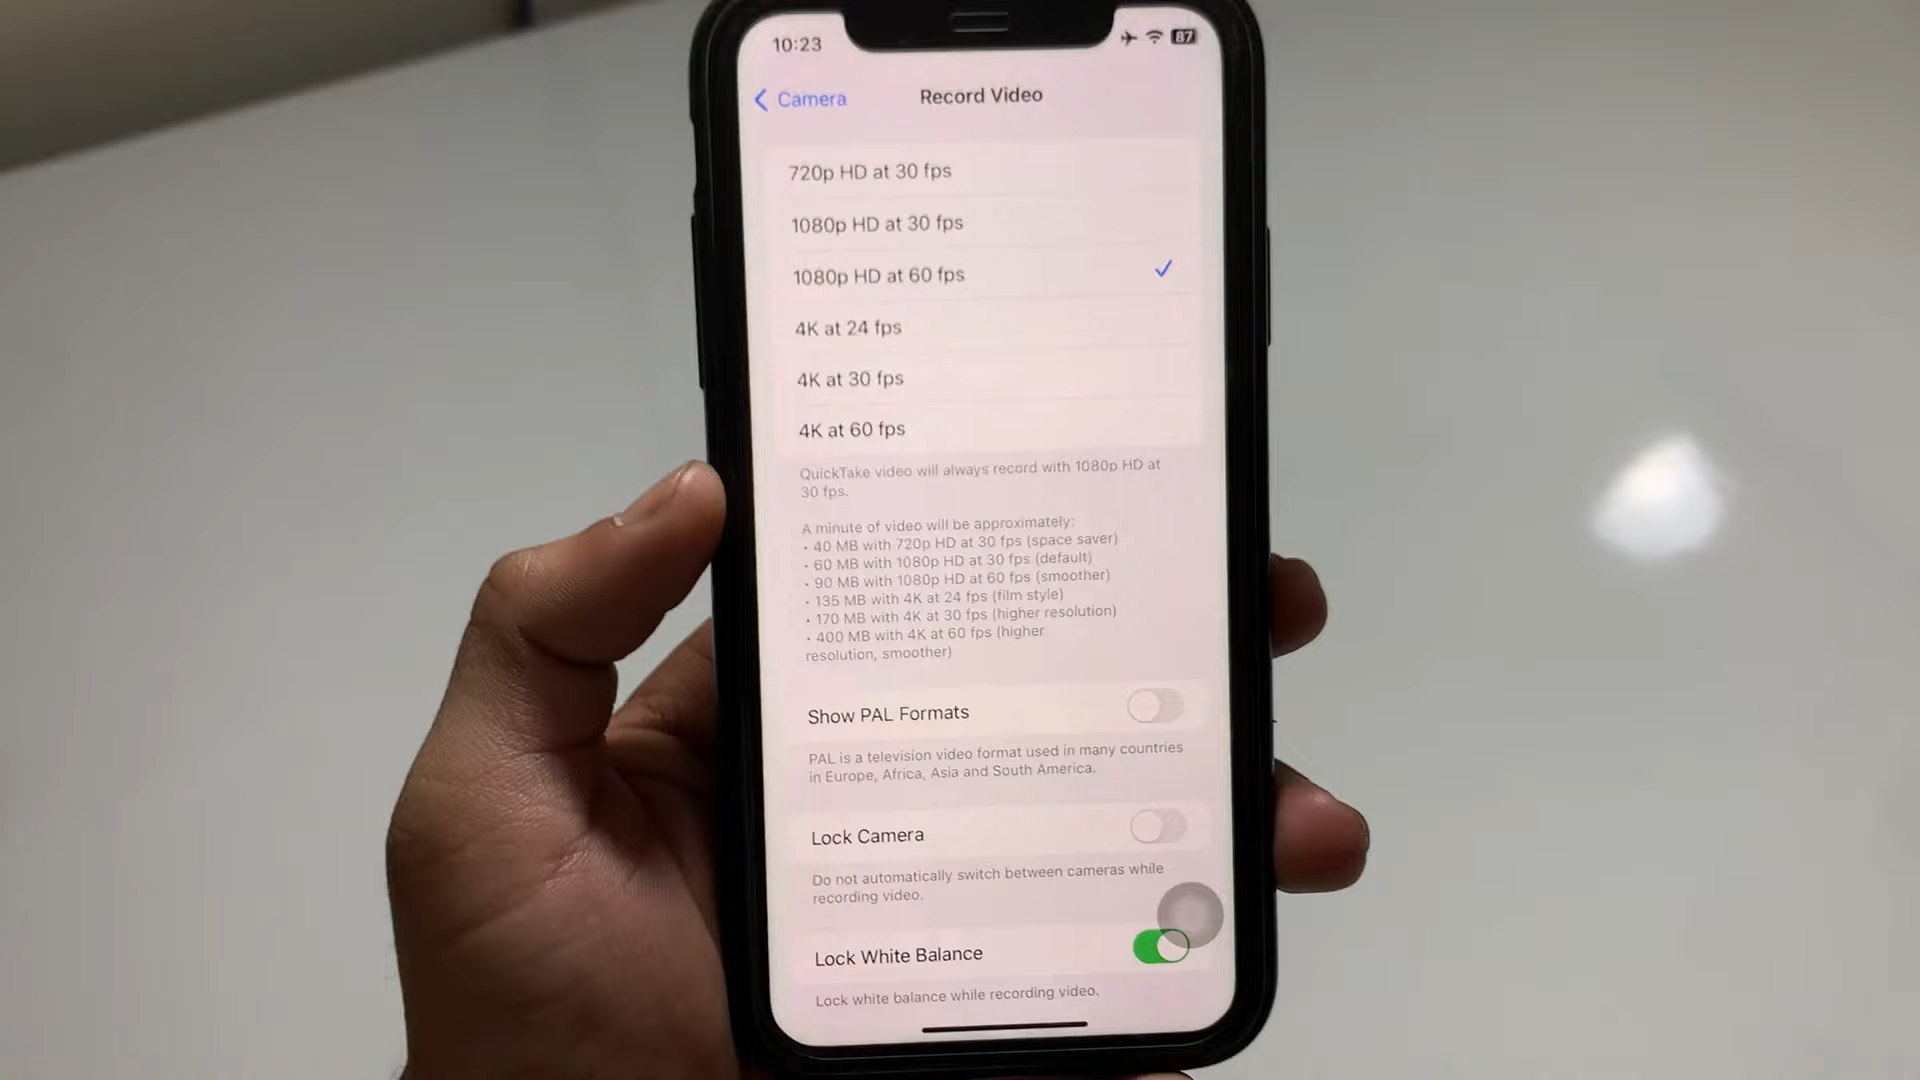 10:23
87
Camera
Record Video
720p HD at 30 fps
1080p HD at 30 fps
1080p HD at 60 fps
4K at 24 fps
4K at 30 fps
4K at 60 fps
QuickTake video will always record with 1080p HD at
30 fps.
A minute of video will be approximately:
• 40 MB with 720p HD at 30 fps (space saver)
• 60 MB with 1080p HD at 30 fps (default)
• 90 MB with 1080p HD at 60 fps (smoother)
• 135 MB with 4K at 24 fps (film style)
• 170 MB with 4K at 30 fps (higher resolution)
• 400 MB with 4K at 60 fps (higher
resolution, smoother)
Show PAL Formats
PAL is a television video format used in many countries
in Europe, Africa, Asia and South America.
Lock Camera
Do not automatically switch between cameras while
recording video.
Lock White Balance
Lock white balance while recording video.